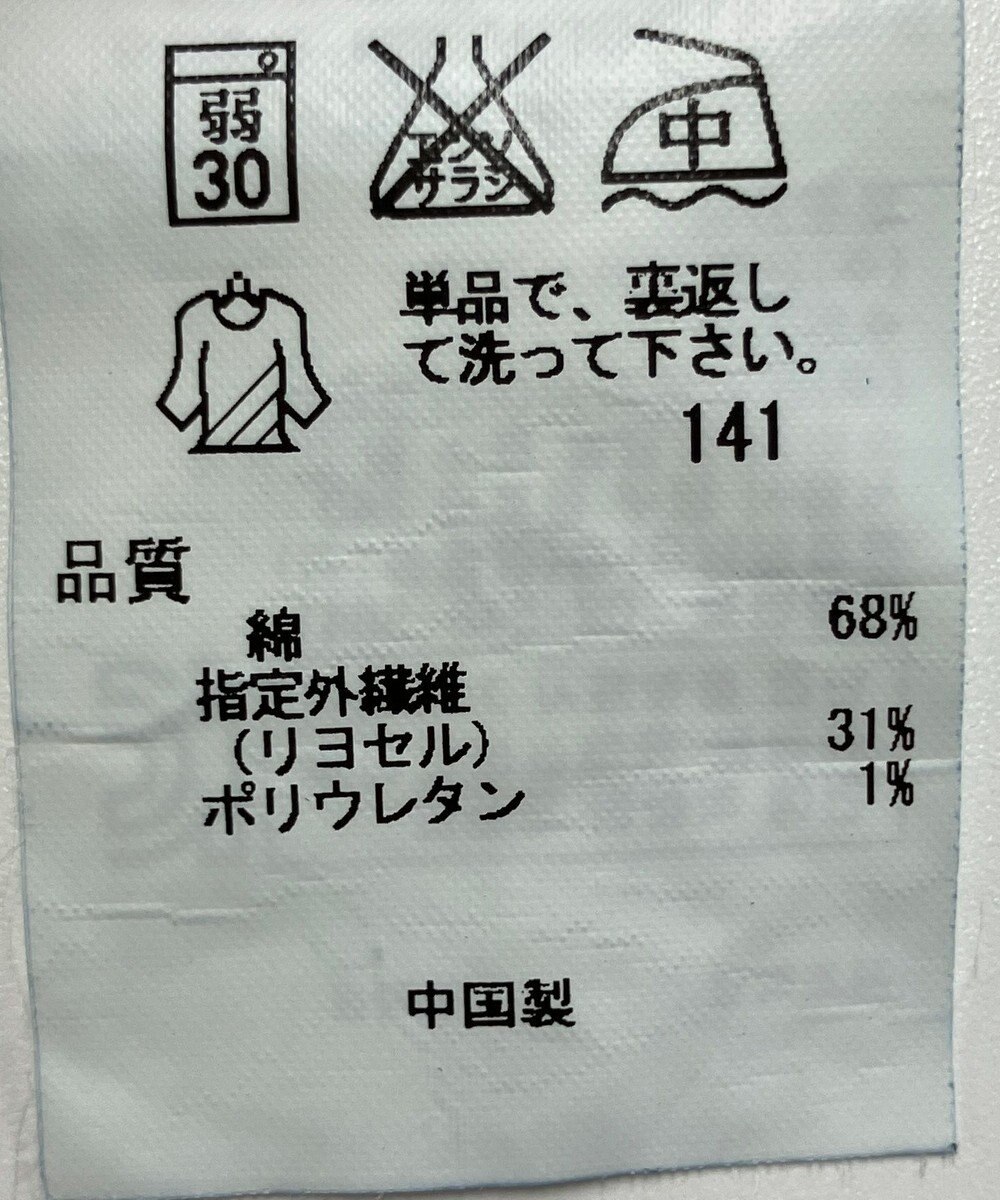 弱
30
エンソ
サラシ
中
単品で、裏返し
て洗って下さい。
141
品質
綿 68%
指定外繊維
(リヨセル) 31%
ポリウレタン 1%
中国製